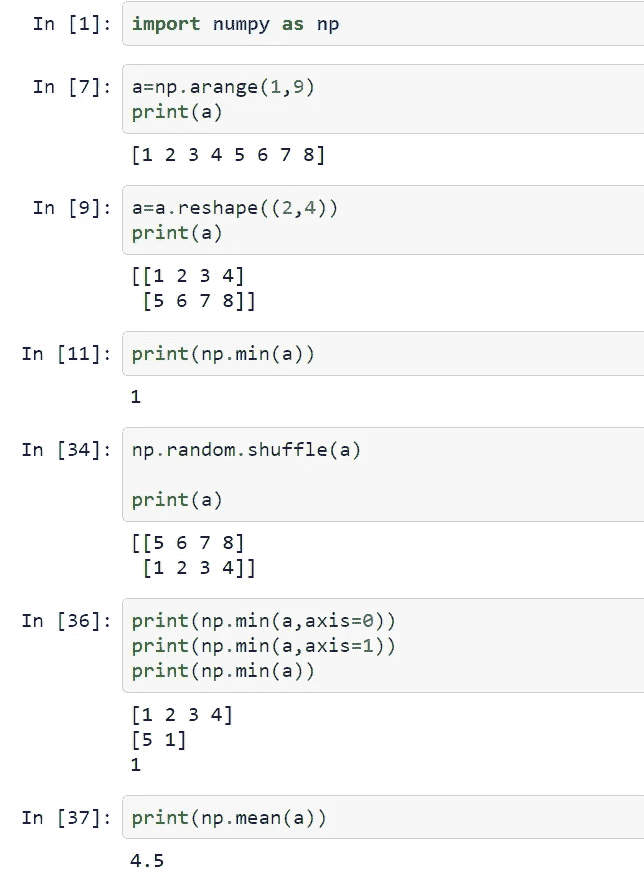 In [1]: import numpy as np
In [7]: a=np.arange(1,9)
print(a)
[1 2 3 4 5 6 7 8]
In [9]: a=a.reshape((2,4))
print(a)
[[1 2 3 4]
[5 6 7 8]]
In [11]: print(np.min(a))
1
In [34]: np.random.shuffle(a)
print(a)
[[5 6 7 8]
[1 2 3 4]]
In [36]: print(np.min(a,axis=0))
print(np.min(a,axis=1))
print(np.min(a))
[1 2 3 4]
[5 1]
1
In [37]: print(np.mean(a))
4.5